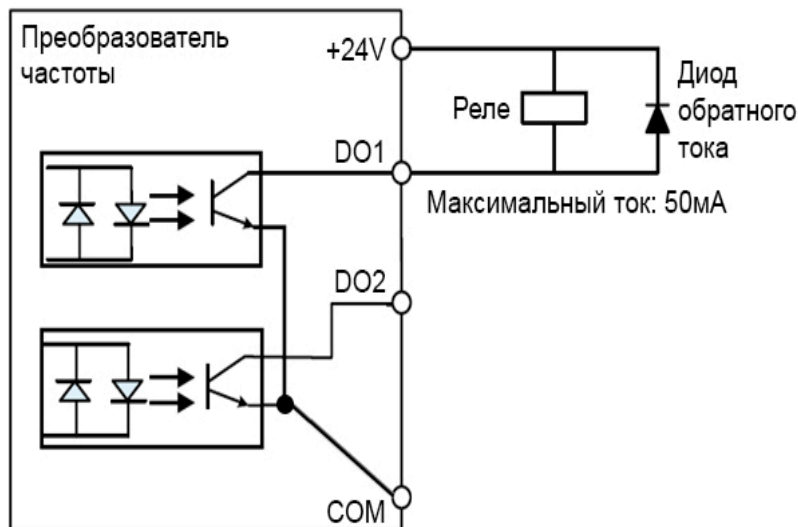 Преобразователь
частоты
+24V
Реле
Диод
обратного
тока
DO1
Максимальный ток: 50мА
DO2
COM